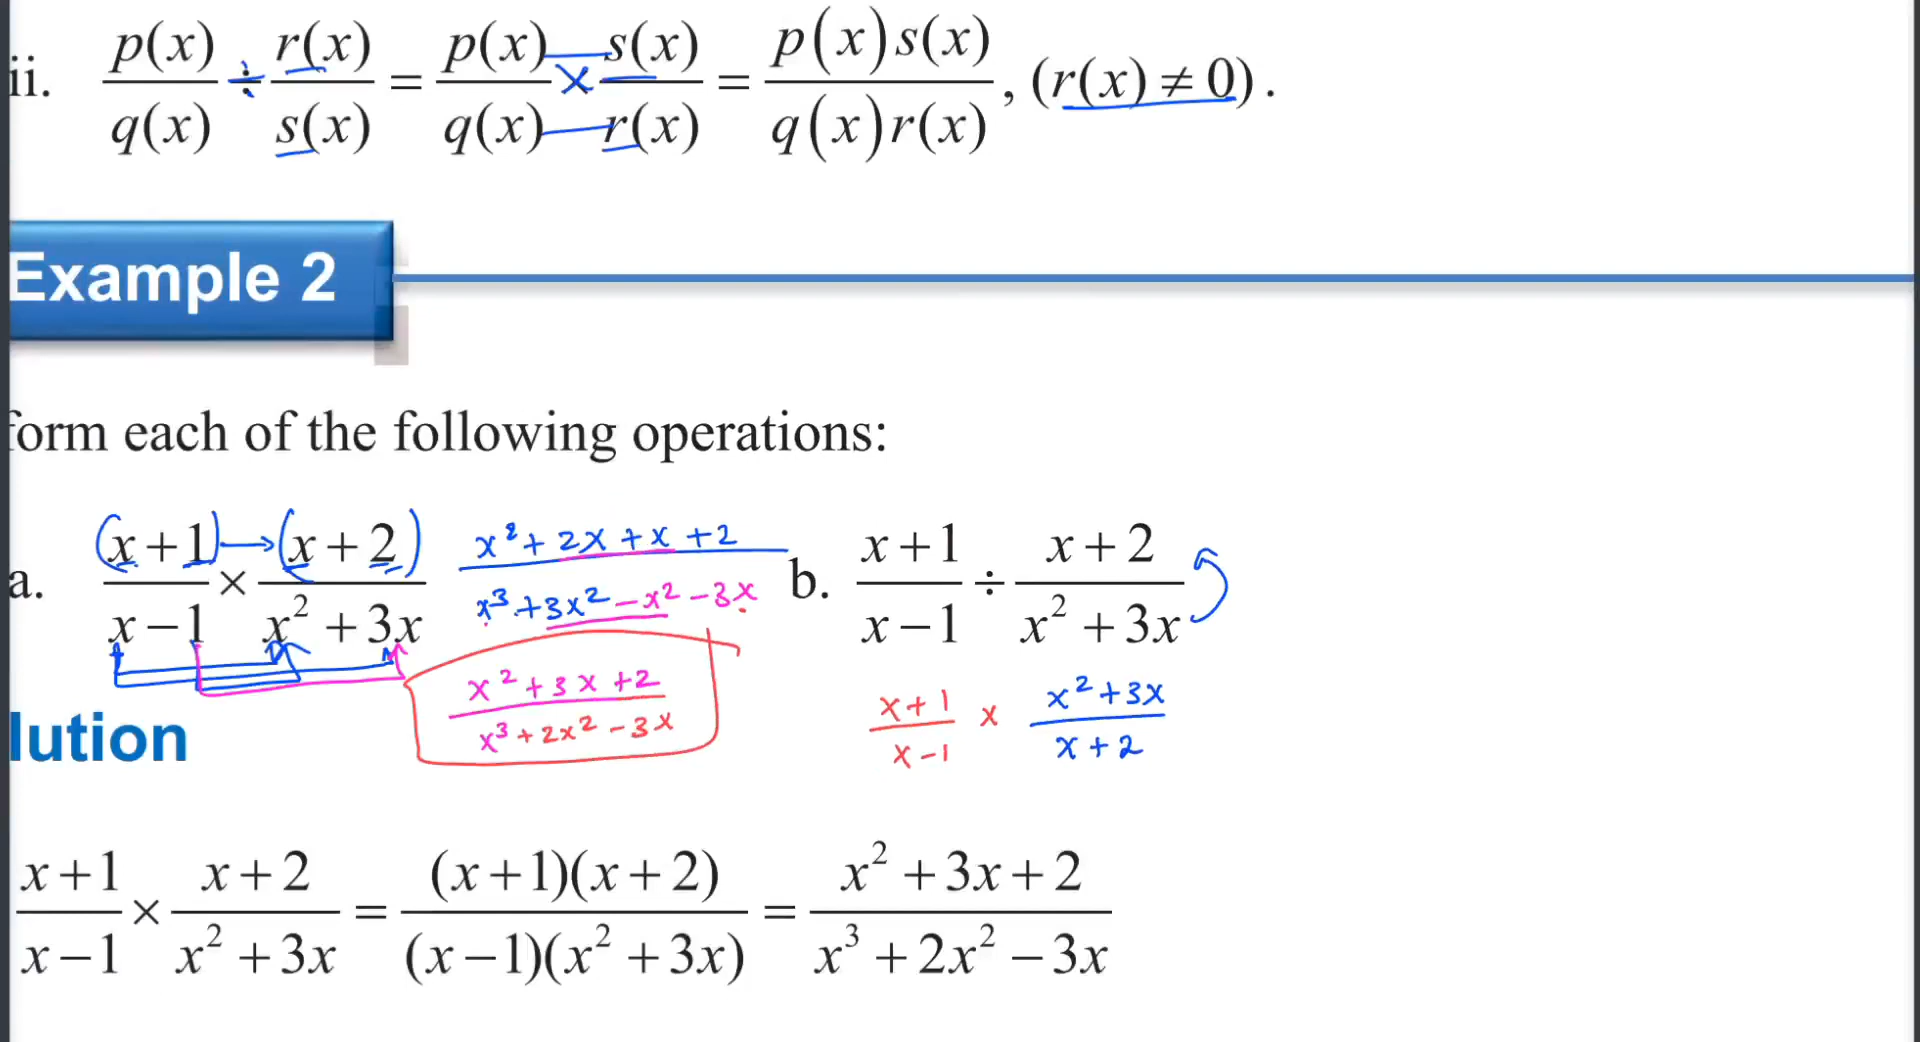 ii. p(x)/q(x) ÷ r(x)/s(x) = p(x)/q(x) × s(x)/r(x) = p(x)s(x)/q(x)r(x), (r(x) ≠ 0).
Example 2
form each of the following operations:
a. (x+1)/(x−1) × (x+2)/(x²+3x)
x²+2x+x+2
x³+3x²−x²−3x
x²+3x+2
x³+2x²−3x
b. x+1/x−1 ÷ x+2/x²+3x
x+1/x−1 × x²+3x/x+2
lution
x+1/x−1 × x+2/x²+3x = (x+1)(x+2)/(x−1)(x²+3x) = x²+3x+2/x³+2x²−3x